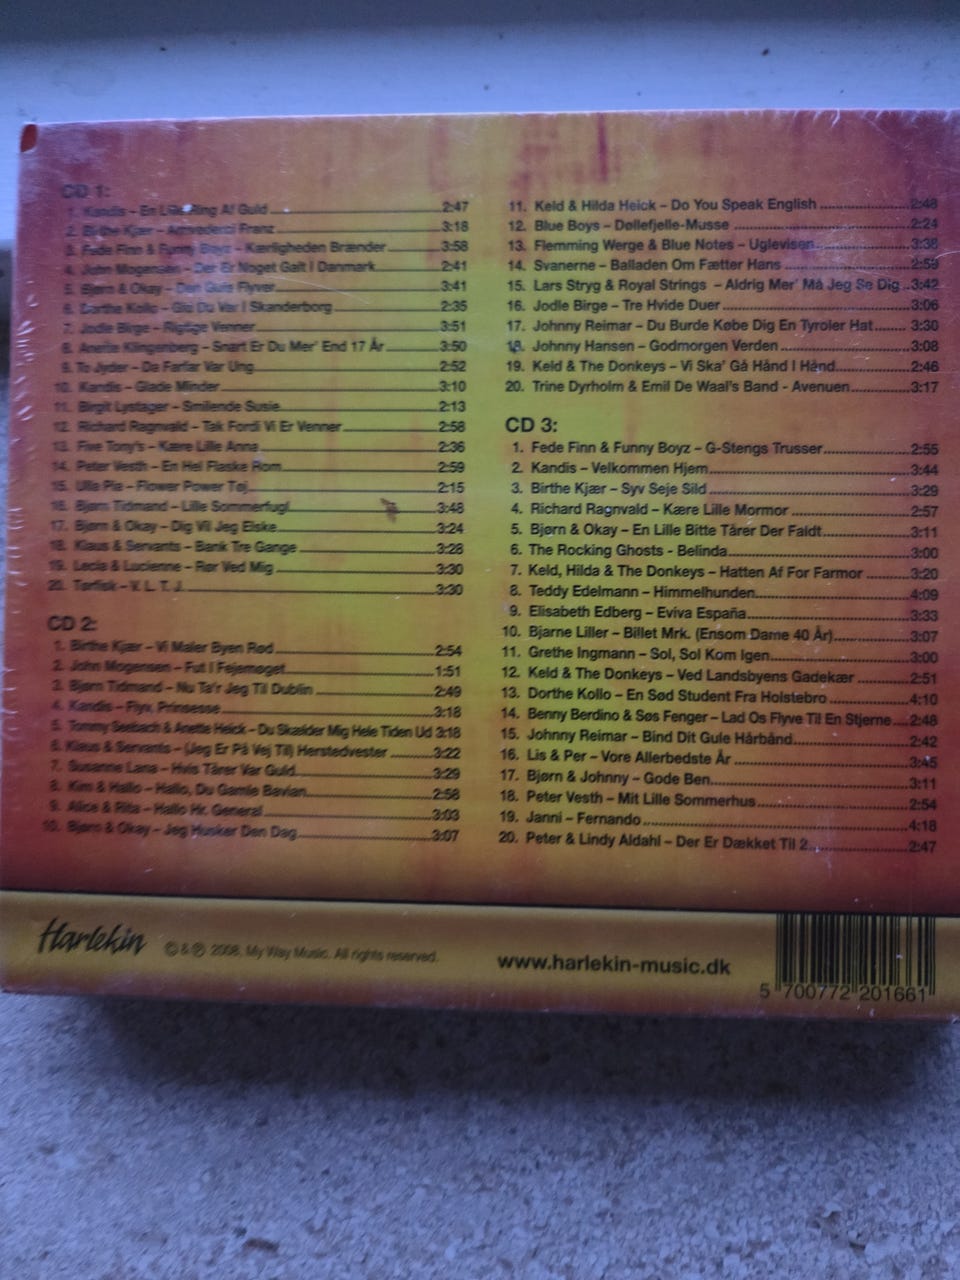 CD 1:
1. Kandis – En Lille Ring Af Guld 2:47
2. Birthe Kjær – Arrivederci Franz 3:18
3. Fede Finn & Funny Boyz – Kærligheden Brænder 3:58
4. John Mogensen – Der Er Noget Galt I Danmark 2:41
5. Bjørn & Okay – Den Gule Flyver 3:41
6. Dorthe Kollo – Gid Du Var I Skanderborg 2:35
7. Jodle Birge – Rigtige Venner 3:51
8. Anette Klingenberg – Snart Er Du Mer' End 17 År 3:50
9. To Jyder – Da Farfar Var Ung 2:52
10. Kandis – Glade Minder 3:10
11. Birgit Lystager – Smilende Susie 2:13
12. Richard Ragnvald – Tak Fordi Vi Er Venner 2:58
13. Five Tony's – Kære Lille Anna 2:36
14. Peter Vesth – En Hel Flaske Rom 2:59
15. Ulla Pia – Flower Power Tøj 2:15
16. Bjørn Tidmand – Lille Sommerfugl 3:48
17. Bjørn & Okay – Dig Vil Jeg Elske 3:24
18. Klaus & Servants – Bank Tre Gange 3:28
19. Lecia & Lucienne – Rør Ved Mig 3:30
20. Tørfisk – V. L. T. J. 3:30
CD 2:
1. Birthe Kjær – Vi Maler Byen Rød 2:54
2. John Mogensen – Fut I Fejemøget 1:51
3. Bjørn Tidmand – Nu Ta'r Jeg Til Dublin 2:49
4. Kandis – Flyv, Prinsesse 3:18
5. Tommy Seebach & Anette Heick – Du Skælder Mig Hele Tiden Ud 3:18
6. Klaus & Servants – (Jeg Er På Vej Til) Herstedvester 3:22
7. Susanne Lana – Hvis Tårer Var Guld 3:29
8. Kim & Hallo – Hallo, Du Gamle Bavian 2:58
9. Alice & Rita – Hallo Hr. General 3:03
10. Bjørn & Okay – Jeg Husker Den Dag 3:07
11. Keld & Hilda Heick – Do You Speak English 2:48
12. Blue Boys – Døllefjelle-Musse 2:24
13. Flemming Werge & Blue Notes – Uglevisen 3:38
14. Svanerne – Balladen Om Fætter Hans 2:59
15. Lars Stryg & Royal Strings – Aldrig Mer' Må Jeg Se Dig 3:42
16. Jodle Birge – Tre Hvide Duer 3:06
17. Johnny Reimar – Du Burde Købe Dig En Tyroler Hat 3:30
18. Johnny Hansen – Godmorgen Verden 3:08
19. Keld & The Donkeys – Vi Ska' Gå Hånd I Hånd 2:46
20. Trine Dyrholm & Emil De Waal's Band - Avenuen 3:17
CD 3:
1. Fede Finn & Funny Boyz – G-Stengs Trusser 2:55
2. Kandis – Velkommen Hjem 3:44
3. Birthe Kjær – Syv Seje Sild 3:29
4. Richard Ragnvald – Kære Lille Mormor 2:57
5. Bjørn & Okay – En Lille Bitte Tårer Der Faldt 3:11
6. The Rocking Ghosts - Belinda 3:00
7. Keld, Hilda & The Donkeys – Hatten Af For Farmor 3:20
8. Teddy Edelmann – Himmelhunden 4:09
9. Elisabeth Edberg – Eviva España 3:33
10. Bjarne Liller – Billet Mrk. (Ensom Dame 40 År) 3:07
11. Grethe Ingmann – Sol, Sol Kom Igen 3:00
12. Keld & The Donkeys – Ved Landsbyens Gadekær 2:51
13. Dorthe Kollo – En Sød Student Fra Holstebro 4:10
14. Benny Berdino & Søs Fenger – Lad Os Flyve Til En Stjerne 2:48
15. Johnny Reimar – Bind Dit Gule Hårbånd 2:42
16. Lis & Per – Vore Allerbedste År 3:45
17. Bjørn & Johnny – Gode Ben 3:11
18. Peter Vesth – Mit Lille Sommerhus 2:54
19. Janni – Fernando 4:18
20. Peter & Lindy Aldahl – Der Er Dækket Til 2 2:47
Harlekin
© & ℗ 2008, My Way Music. All rights reserved.
www.harlekin-music.dk
5 700772 201661